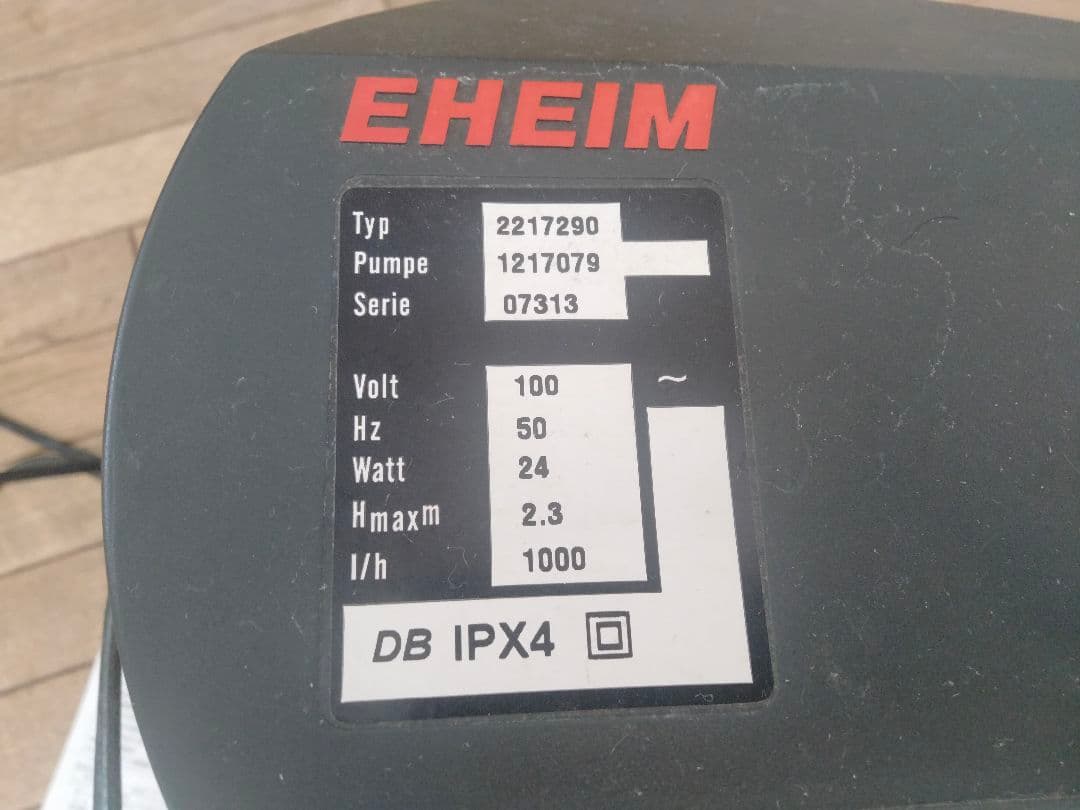 EHEIM
Typ 2217290
Pumpe 1217079
Serie 07313
Volt 100 ~
Hz 50
Watt 24
Hmaxm 2.3
l/h 1000
DB IPX4